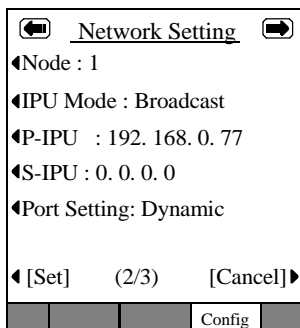 Network Setting
Node : 1
IPU Mode : Broadcast
P-IPU : 192. 168. 0. 77
S-IPU : 0. 0. 0. 0
Port Setting: Dynamic
[Set] (2/3) [Cancel]
Config